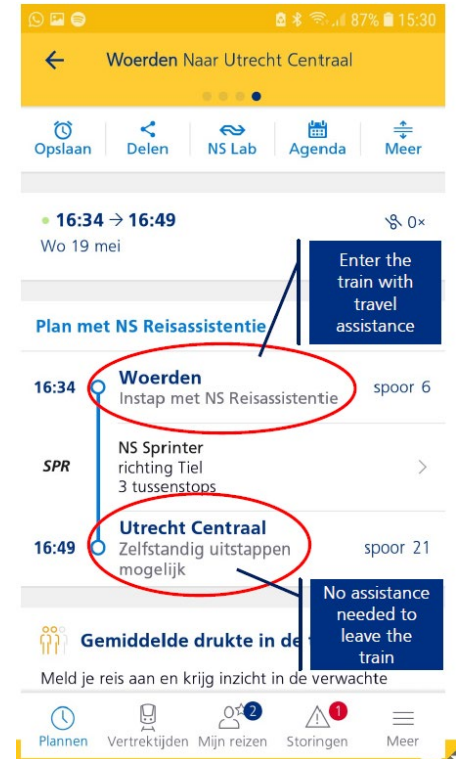 87% 15:30
Woerden Naar Utrecht Centraal
Opslaan Delen NS Lab Agenda Meer
16:34 → 16:49 0×
Wo 19 mei
Enter the
train with
travel
assistance
Plan met NS Reisassistentie
16:34 Woerden spoor 6
Instap met NS Reisassistentie
NS Sprinter
SPR richting Tiel
3 tussenstops
Utrecht Centraal
16:49 Zelfstandig uitstappen spoor 21
mogelijk
No assistance
needed to
leave the
train
Gemiddelde drukte in de
Meld je reis aan en krijg inzicht in de verwachte
2 1
Plannen Vertrektijden Mijn reizen Storingen Meer